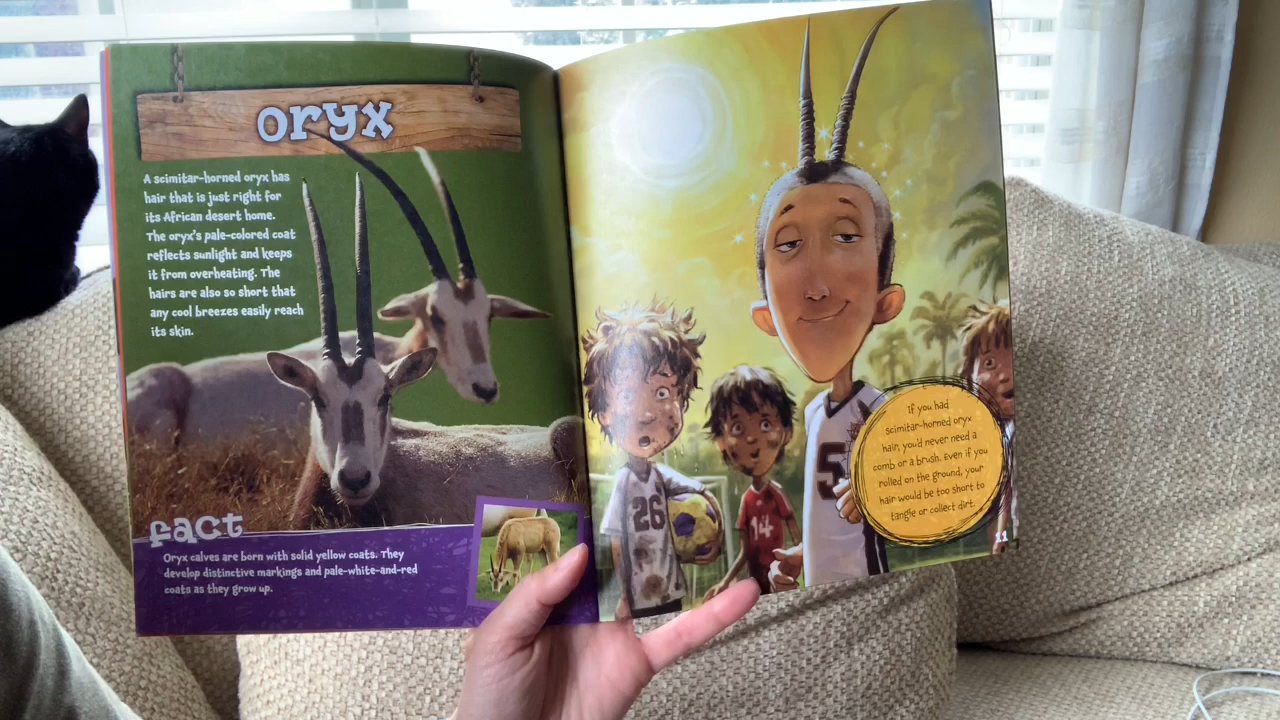 oryx
A scimitar-horned oryx has
hair that is just right for
its African desert home.
The oryx's pale-colored coat
reflects sunlight and keeps
it from overheating. The
hairs are also so short that
any cool breezes easily reach
its skin.
fact
Oryx calves are born with solid yellow coats. They
develop distinctive markings and pale-white-and-red
coats as they grow up.
26
14
5
If you had
scimitar-horned oryx
hair, you'd never need a
comb or a brush. Even if you
rolled on the ground, your
hair would be too short to
tangle or collect dirt.
11